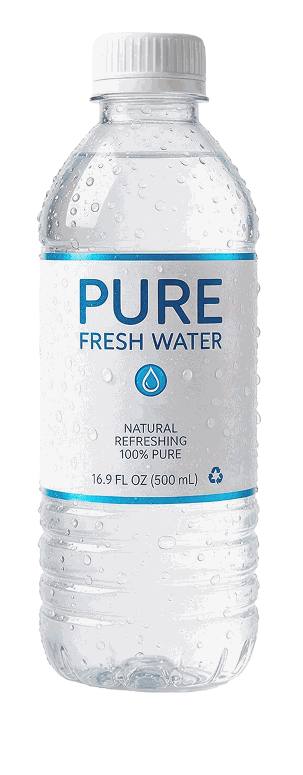 PURE
FRESH WATER
NATURAL
REFRESHING
100% PURE
16.9 FL OZ (500 mL)